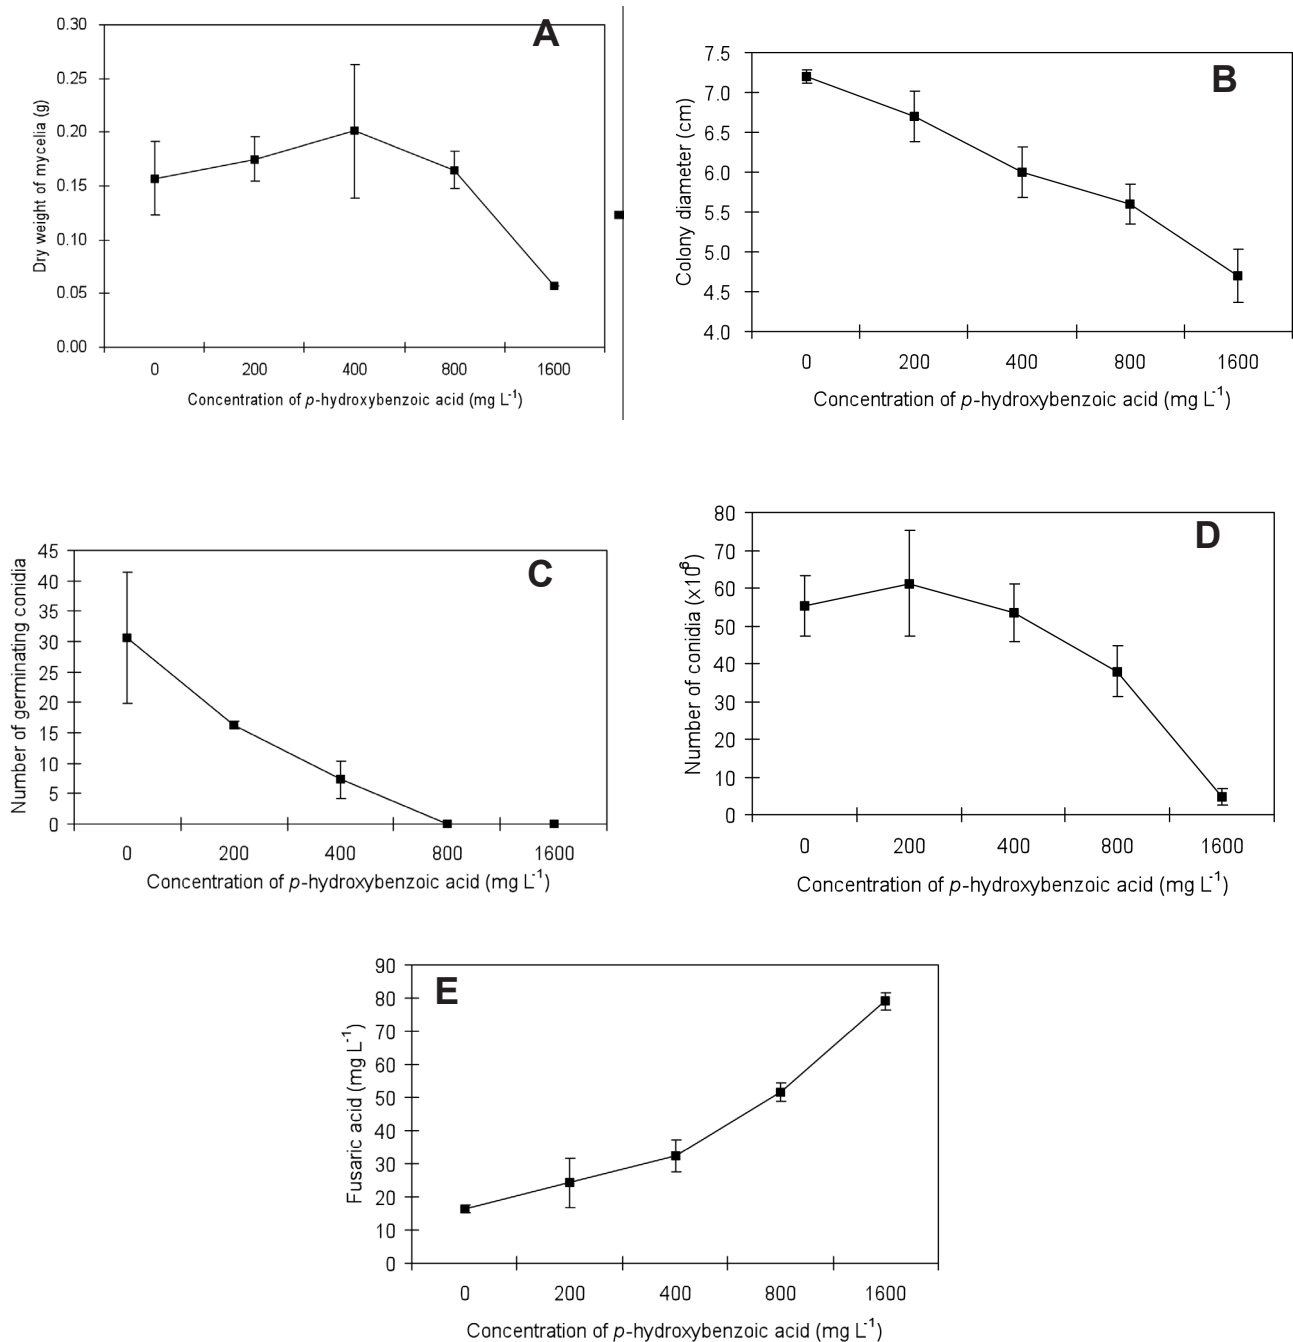 A
0.30
0.25
0.20
0.15
0.10
0.05
0.00
Dry weight of mycelia (g)
0 200 400 800 1600
Concentration of p-hydroxybenzoic acid (mg L-1)
B
7.5
7.0
6.5
6.0
5.5
5.0
4.5
4.0
Colony diameter (cm)
0 200 400 800 1600
Concentration of p-hydroxybenzoic acid (mg L-1)
C
45
40
35
30
25
20
15
10
5
0
Number of germinating conidia
0 200 400 800 1600
Concentration of p-hydroxybenzoic acid (mg L-1)
D
80
70
60
50
40
30
20
10
0
Number of conidia (x106)
0 200 400 800 1600
Concentration of p-hydroxybenzoic acid (mg L-1)
E
90
80
70
60
50
40
30
20
10
0
Fusaric acid (mg L-1)
0 200 400 800 1600
Concentration of p-hydroxybenzoic acid (mg L-1)